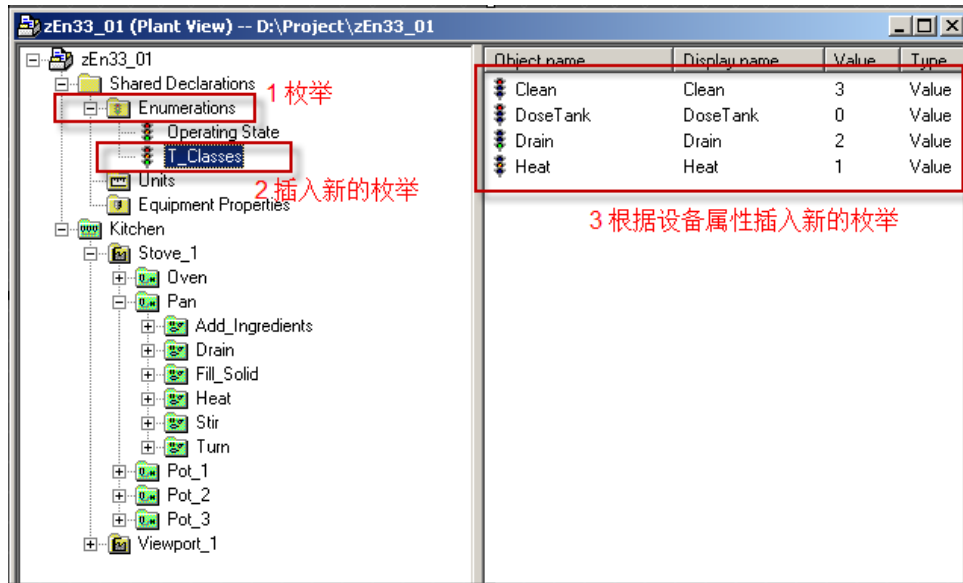 zEn33_01 (Plant View) -- D:\Project\zEn33_01
zEn33_01
Shared Declarations
1 枚举
Enumerations
Operating State
T_Classes
Units
2 插入新的枚举
Equipment Properties
Kitchen
Stove_1
Oven
Pan
Add_Ingredients
Drain
Fill_Solid
Heat
Stir
Turn
Pot_1
Pot_2
Pot_3
Viewport_1
Object name Display name Value Type
Clean Clean 3 Value
DoseTank DoseTank 0 Value
Drain Drain 2 Value
Heat Heat 1 Value
3 根据设备属性插入新的枚举